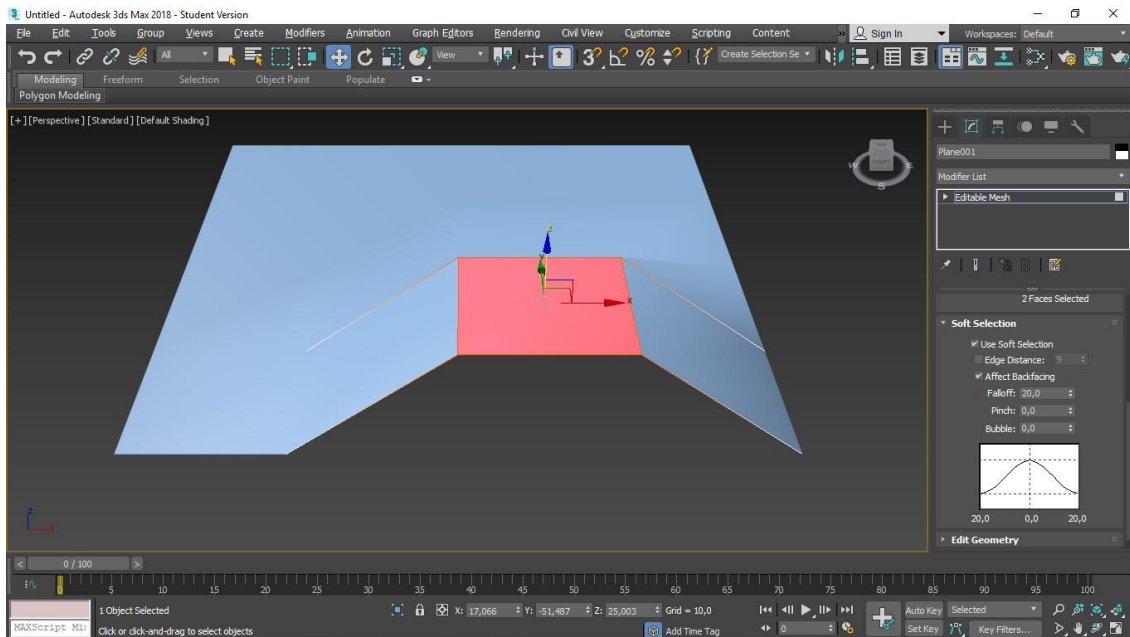 3 Untitled - Autodesk 3ds Max 2018 - Student Version
File Edit Tools Group Views Create Modifiers Animation Graph Editors Rendering Civil View Customize Scripting Content » Sign In Workspaces: Default
All View Create Selection Se
Modeling Freeform Selection Object Paint Populate
Polygon Modeling
[+] [Perspective] [Standard] [Default Shading]
Plane001
Modifier List
Editable Mesh
2 Faces Selected
Soft Selection
Use Soft Selection
Edge Distance: 9
Affect Backfacing
Falloff: 20,0
Pinch: 0,0
Bubble: 0,0
20,0 0,0 20,0
Edit Geometry
z
x
W
E
S
< 0 / 100 >
0 5 10 15 20 25 30 35 40 45 50 55 60 65 70 75 80 85 90 95 100
1 Object Selected X: 17,066 Y: -51,487 Z: 25,003 Grid = 10,0 Auto Key Selected
MAXScript Mi Click or click-and-drag to select objects Add Time Tag 0 Set Key Key Filters...